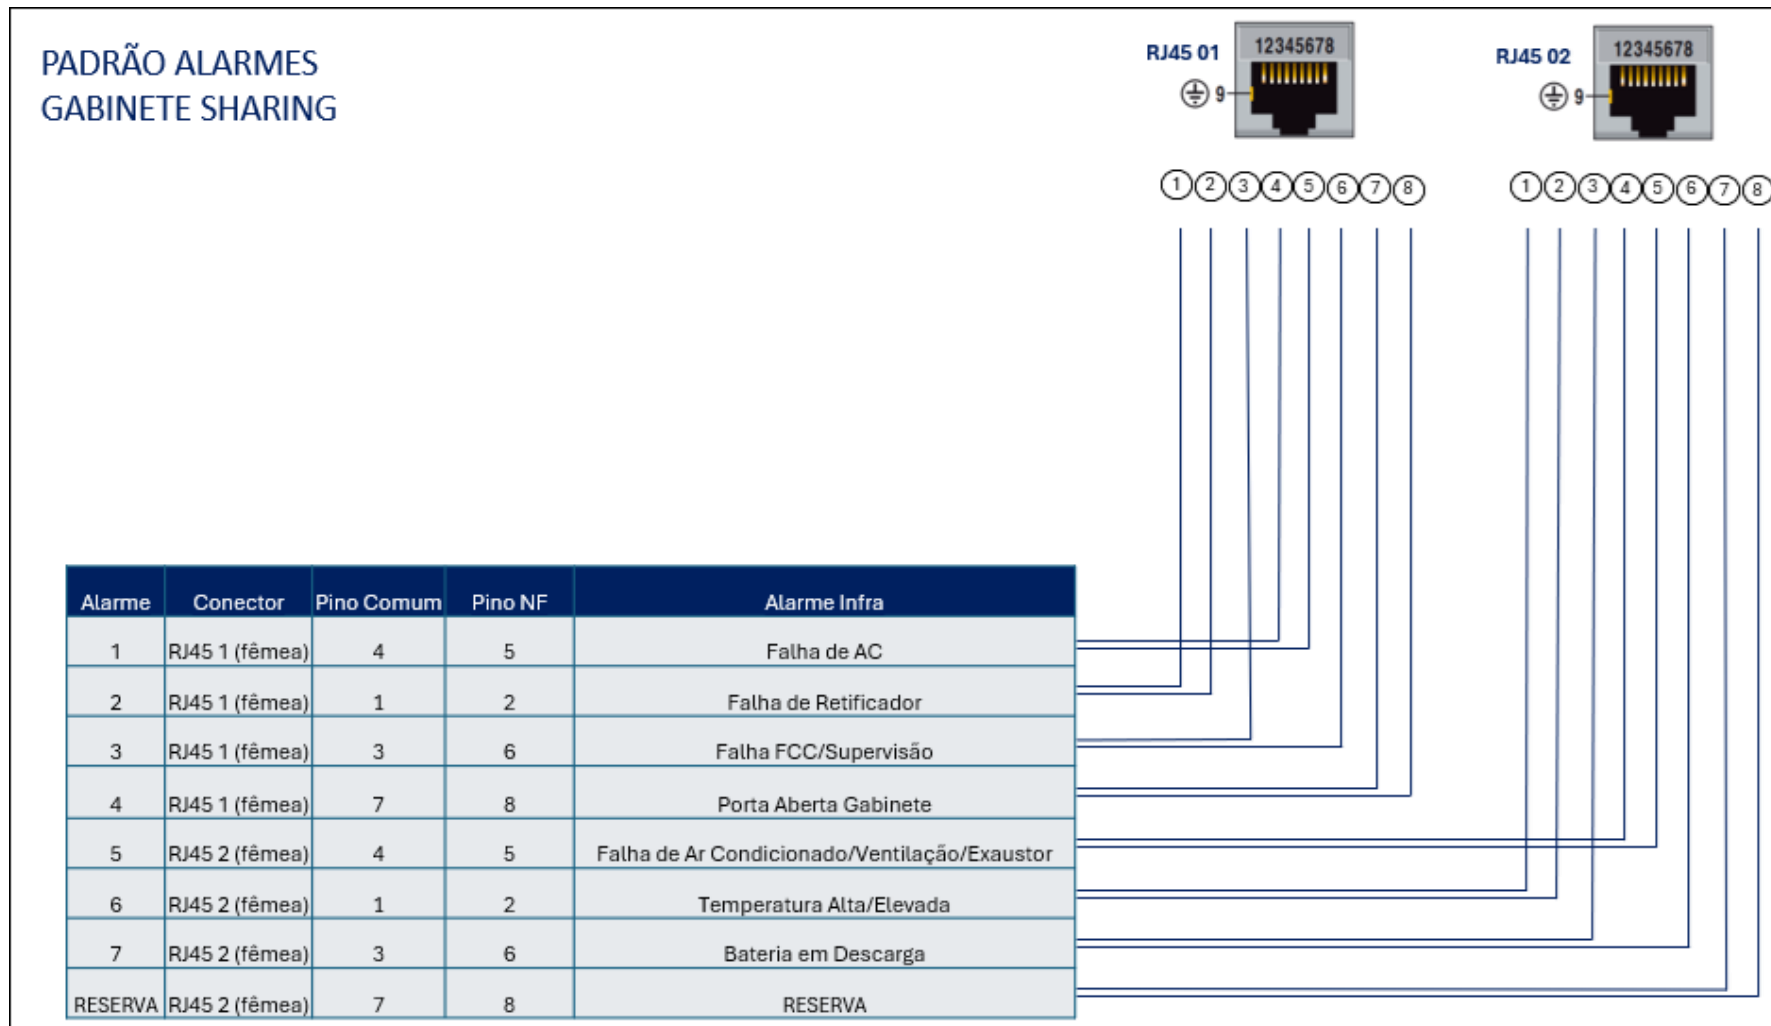 PADRÃO ALARMES
GABINETE SHARING
RJ45 01
12345678
9
RJ45 02
12345678
9
1 2 3 4 5 6 7 8
1 2 3 4 5 6 7 8
Alarme Conector Pino Comum Pino NF Alarme Infra
1 RJ45 1 (fêmea) 4 5 Falha de AC
2 RJ45 1 (fêmea) 1 2 Falha de Retificador
3 RJ45 1 (fêmea) 3 6 Falha FCC/Supervisão
4 RJ45 1 (fêmea) 7 8 Porta Aberta Gabinete
5 RJ45 2 (fêmea) 4 5 Falha de Ar Condicionado/Ventilação/Exaustor
6 RJ45 2 (fêmea) 1 2 Temperatura Alta/Elevada
7 RJ45 2 (fêmea) 3 6 Bateria em Descarga
RESERVA RJ45 2 (fêmea) 7 8 RESERVA